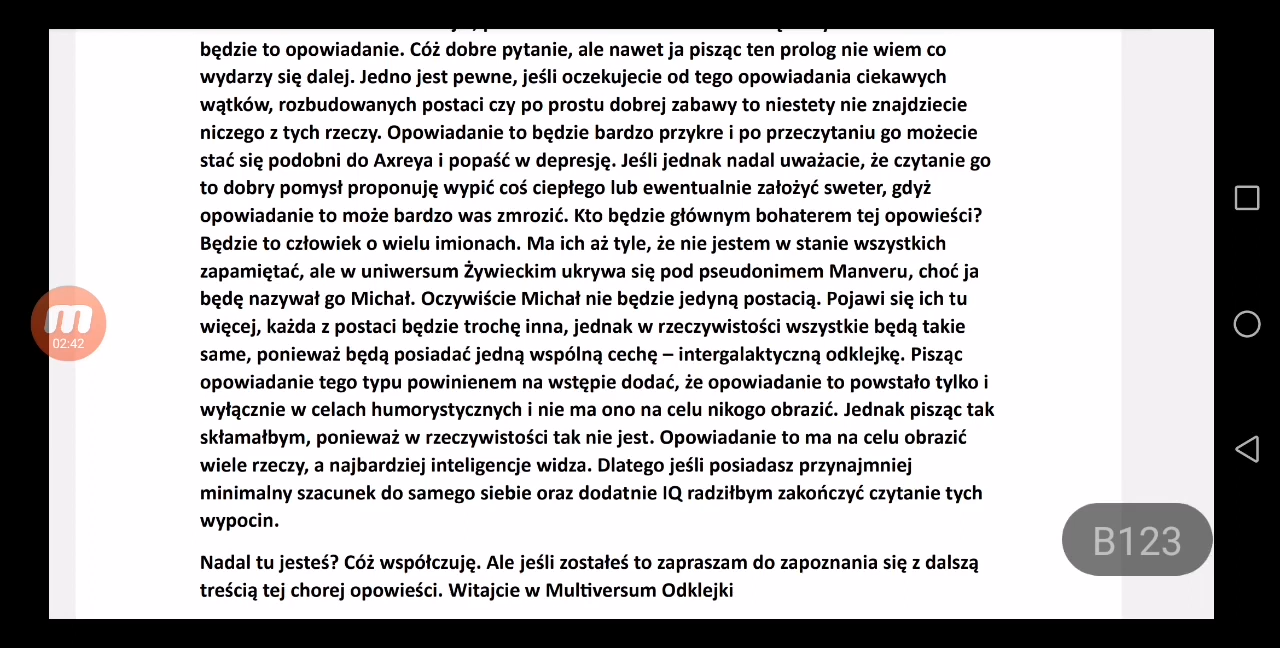 będzie to opowiadanie. Cóż dobre pytanie, ale nawet ja pisząc ten prolog nie wiem co
wydarzy się dalej. Jedno jest pewne, jeśli oczekujecie od tego opowiadania ciekawych
wątków, rozbudowanych postaci czy po prostu dobrej zabawy to niestety nie znajdziecie
niczego z tych rzeczy. Opowiadanie to będzie bardzo przykre i po przeczytaniu go możecie
stać się podobni do Axreya i popaść w depresję. Jeśli jednak nadal uważacie, że czytanie go
to dobry pomysł proponuję wypić coś ciepłego lub ewentualnie założyć sweter, gdyż
opowiadanie to może bardzo was zmrozić. Kto będzie głównym bohaterem tej opowieści?
Będzie to człowiek o wielu imionach. Ma ich aż tyle, że nie jestem w stanie wszystkich
zapamiętać, ale w uniwersum Żywieckim ukrywa się pod pseudonimem Manveru, choć ja
będę nazywał go Michał. Oczywiście Michał nie będzie jedyną postacią. Pojawi się ich tu
więcej, każda z postaci będzie trochę inna, jednak w rzeczywistości wszystkie będą takie
same, ponieważ będą posiadać jedną wspólną cechę – intergalaktyczną odklejkę. Pisząc
opowiadanie tego typu powinienem na wstępie dodać, że opowiadanie to powstało tylko i
wyłącznie w celach humorystycznych i nie ma ono na celu nikogo obrazić. Jednak pisząc tak
skłamałbym, ponieważ w rzeczywistości tak nie jest. Opowiadanie to ma na celu obrazić
wiele rzeczy, a najbardziej inteligencje widza. Dlatego jeśli posiadasz przynajmniej
minimalny szacunek do samego siebie oraz dodatnie IQ radziłbym zakończyć czytanie tych
wypocin.
Nadal tu jesteś? Cóż współczuję. Ale jeśli zostałeś to zapraszam do zapoznania się z dalszą
treścią tej chorej opowieści. Witajcie w Multiversum Odklejki
m
02:42
B123